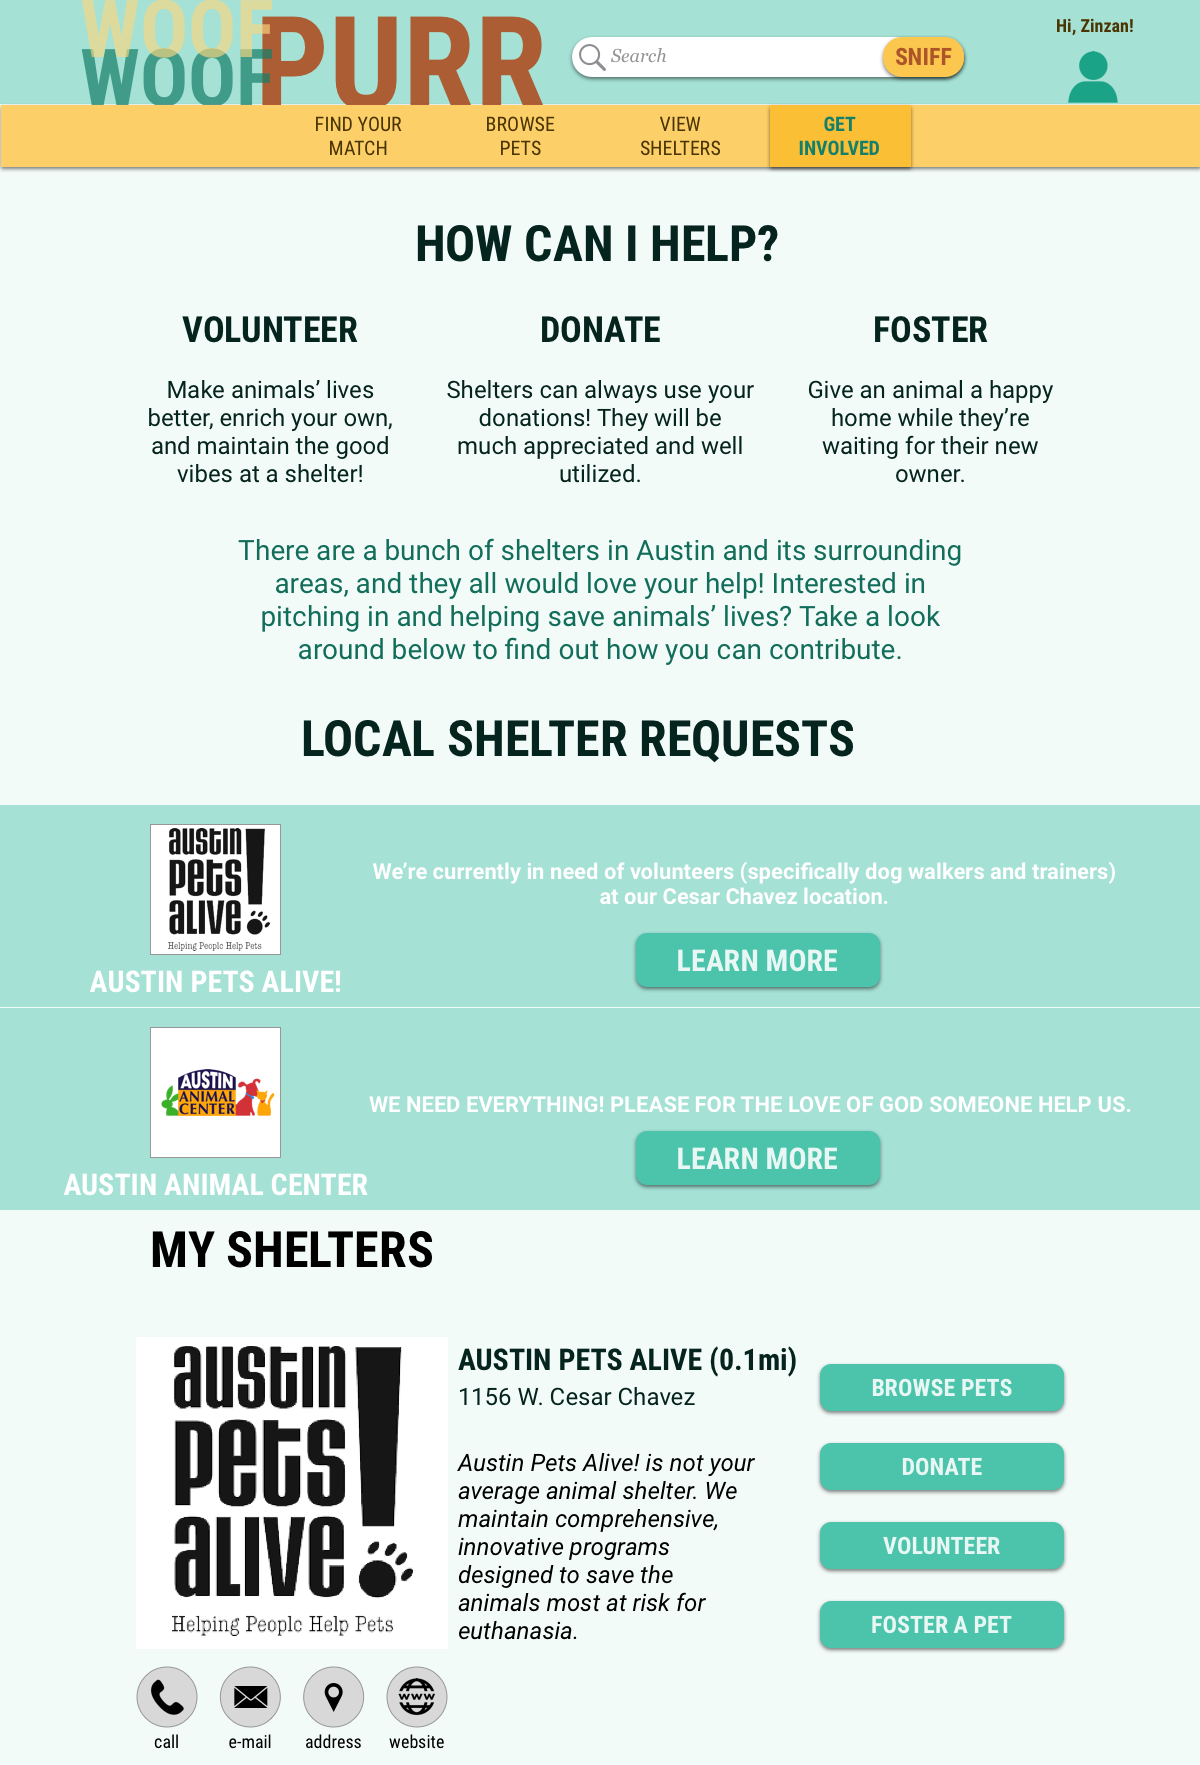 WOOF
WOOF
PURR
Search
SNIFF
Hi, Zinzan!
FIND YOUR
MATCH
BROWSE
PETS
VIEW
SHELTERS
GET
INVOLVED
HOW CAN I HELP?
VOLUNTEER
Make animals’ lives
better, enrich your own,
and maintain the good
vibes at a shelter!
DONATE
Shelters can always use your
donations! They will be
much appreciated and well
utilized.
FOSTER
Give an animal a happy
home while they’re
waiting for their new
owner.
There are a bunch of shelters in Austin and its surrounding
areas, and they all would love your help! Interested in
pitching in and helping save animals’ lives? Take a look
around below to find out how you can contribute.
LOCAL SHELTER REQUESTS
austin
pets
alive!
Helping People Help Pets
AUSTIN PETS ALIVE!
We’re currently in need of volunteers (specifically dog walkers and trainers)
at our Cesar Chavez location.
LEARN MORE
AUSTIN
ANIMAL
CENTER
AUSTIN ANIMAL CENTER
WE NEED EVERYTHING! PLEASE FOR THE LOVE OF GOD SOMEONE HELP US.
LEARN MORE
MY SHELTERS
austin
pets
alive!
Helping People Help Pets
call
e-mail
address
www
website
AUSTIN PETS ALIVE (0.1mi)
1156 W. Cesar Chavez
Austin Pets Alive! is not your
average animal shelter. We
maintain comprehensive,
innovative programs
designed to save the
animals most at risk for
euthanasia.
BROWSE PETS
DONATE
VOLUNTEER
FOSTER A PET